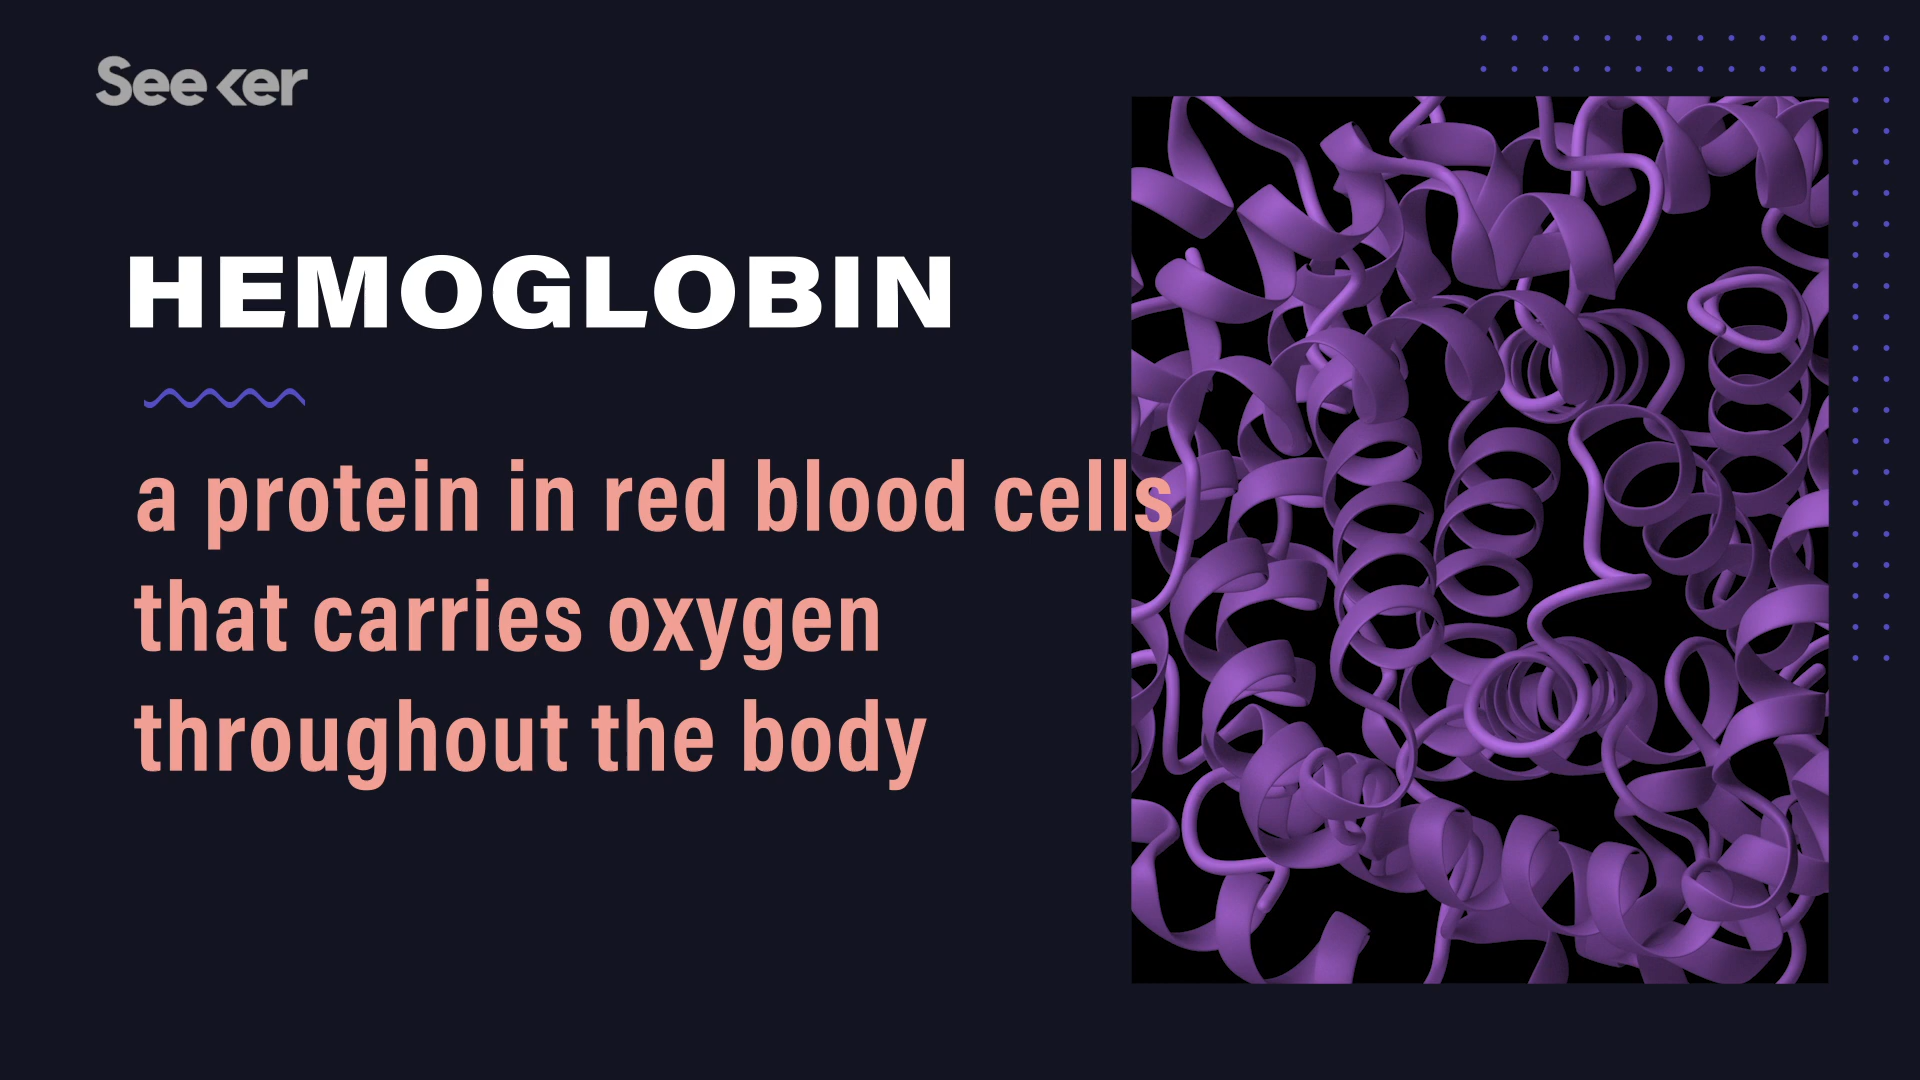 Seeker
HEMOGLOBIN
a protein in red blood cells
that carries oxygen
throughout the body